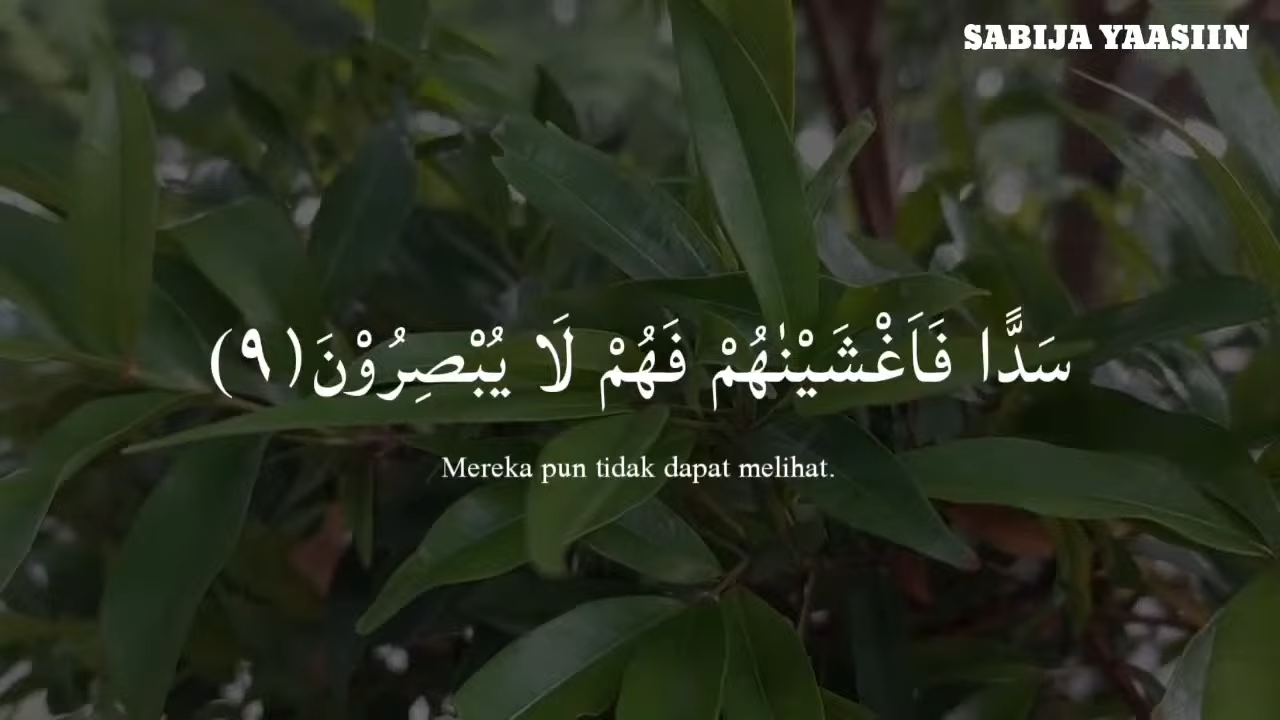 SABIJA YAASIIN
سَدًّا فَاَغْشَيْنٰهُمْ فَهُمْ لَا يُبْصِرُوْنَ(٩)
Mereka pun tidak dapat melihat.